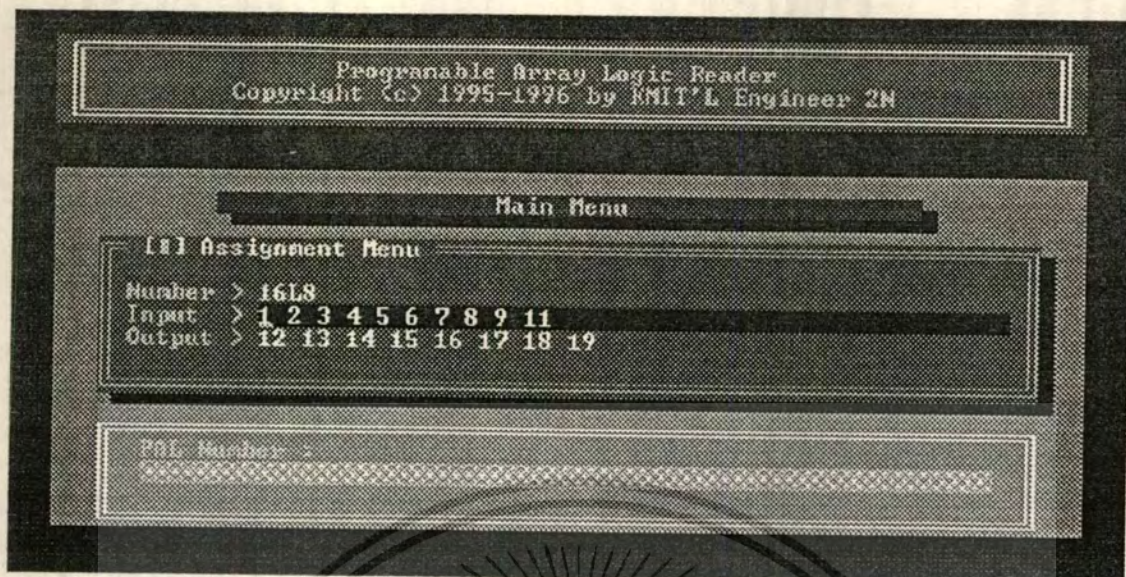 Programable Array Logic Reader
Copyright (c) 1995-1996 by KMIT'L Engineer 2N
Main Menu
[■] Assignment Menu
Number > 16L8
Input > 1 2 3 4 5 6 7 8 9 11
Output > 12 13 14 15 16 17 18 19
PAL Number :